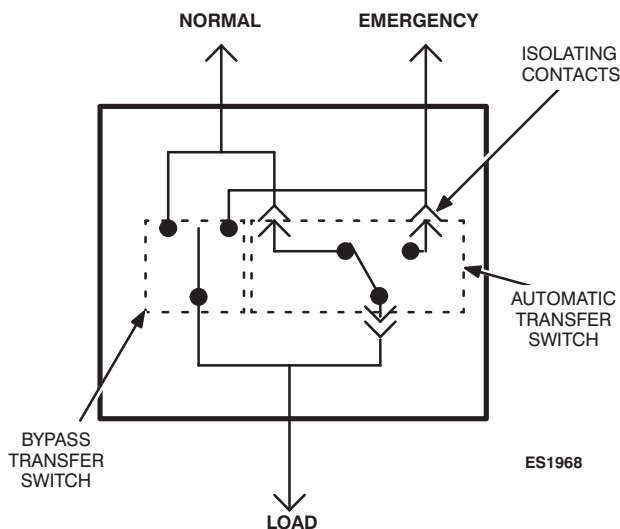 NORMAL
EMERGENCY
ISOLATING
CONTACTS
AUTOMATIC
TRANSFER
SWITCH
BYPASS
TRANSFER
SWITCH
ES1968
LOAD